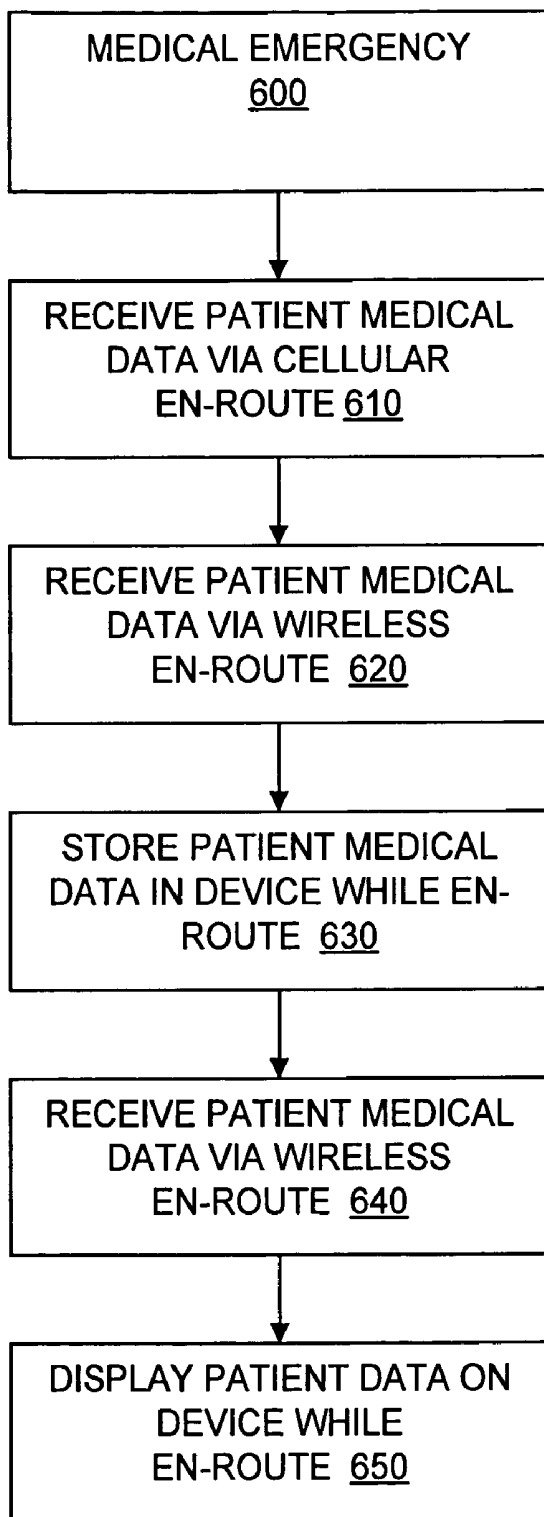 MEDICAL EMERGENCY
600
RECEIVE PATIENT MEDICAL
DATA VIA CELLULAR
EN-ROUTE 610
RECEIVE PATIENT MEDICAL
DATA VIA WIRELESS
EN-ROUTE 620
STORE PATIENT MEDICAL
DATA IN DEVICE WHILE EN-
ROUTE 630
RECEIVE PATIENT MEDICAL
DATA VIA WIRELESS
EN-ROUTE 640
DISPLAY PATIENT DATA ON
DEVICE WHILE
EN-ROUTE 650